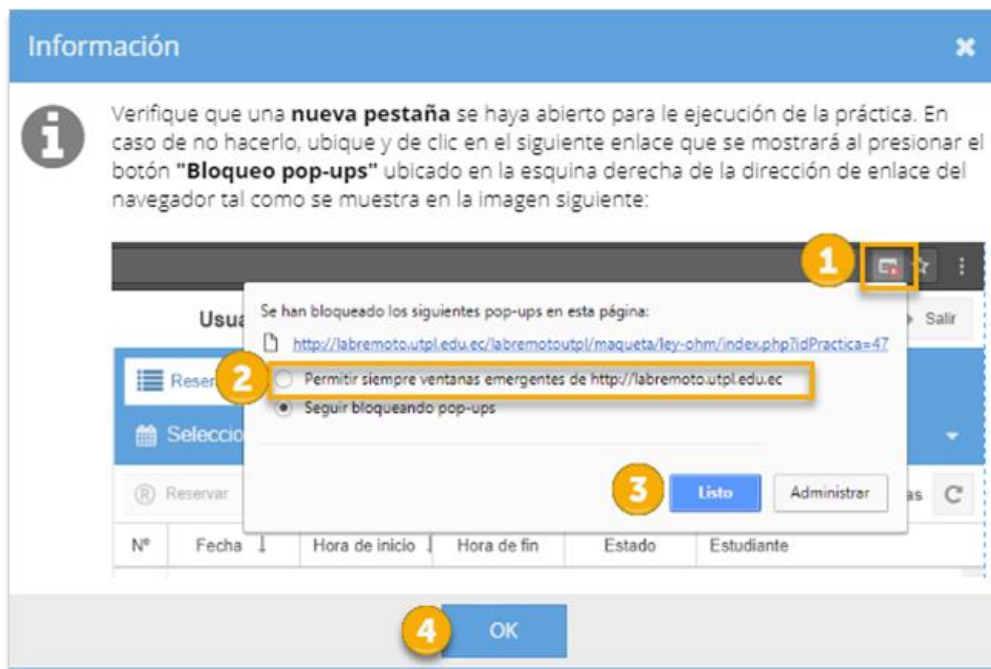 Información
Verifique que una nueva pestaña se haya abierto para le ejecución de la práctica. En
caso de no hacerlo, ubique y de clic en el siguiente enlace que se mostrará al presionar el
botón "Bloqueo pop-ups" ubicado en la esquina derecha de la dirección de enlace del
navegador tal como se muestra en la imagen siguiente:
1
Se han bloqueado los siguientes pop-ups en esta página:
Usua
Salir
http://labremoto.utpl.edu.ec/labremotoutpl/maqueta/ley-ohm/index.php?idPractica=47
Reser
2
Permitir siempre ventanas emergentes de http://labremoto.utpl.edu.ec
Seguir bloqueando pop-ups
Seleccio
® Reservar
3
Listo
Administrar
as
Nº Fecha Hora de inicio Hora de fin Estado Estudiante
4
OK